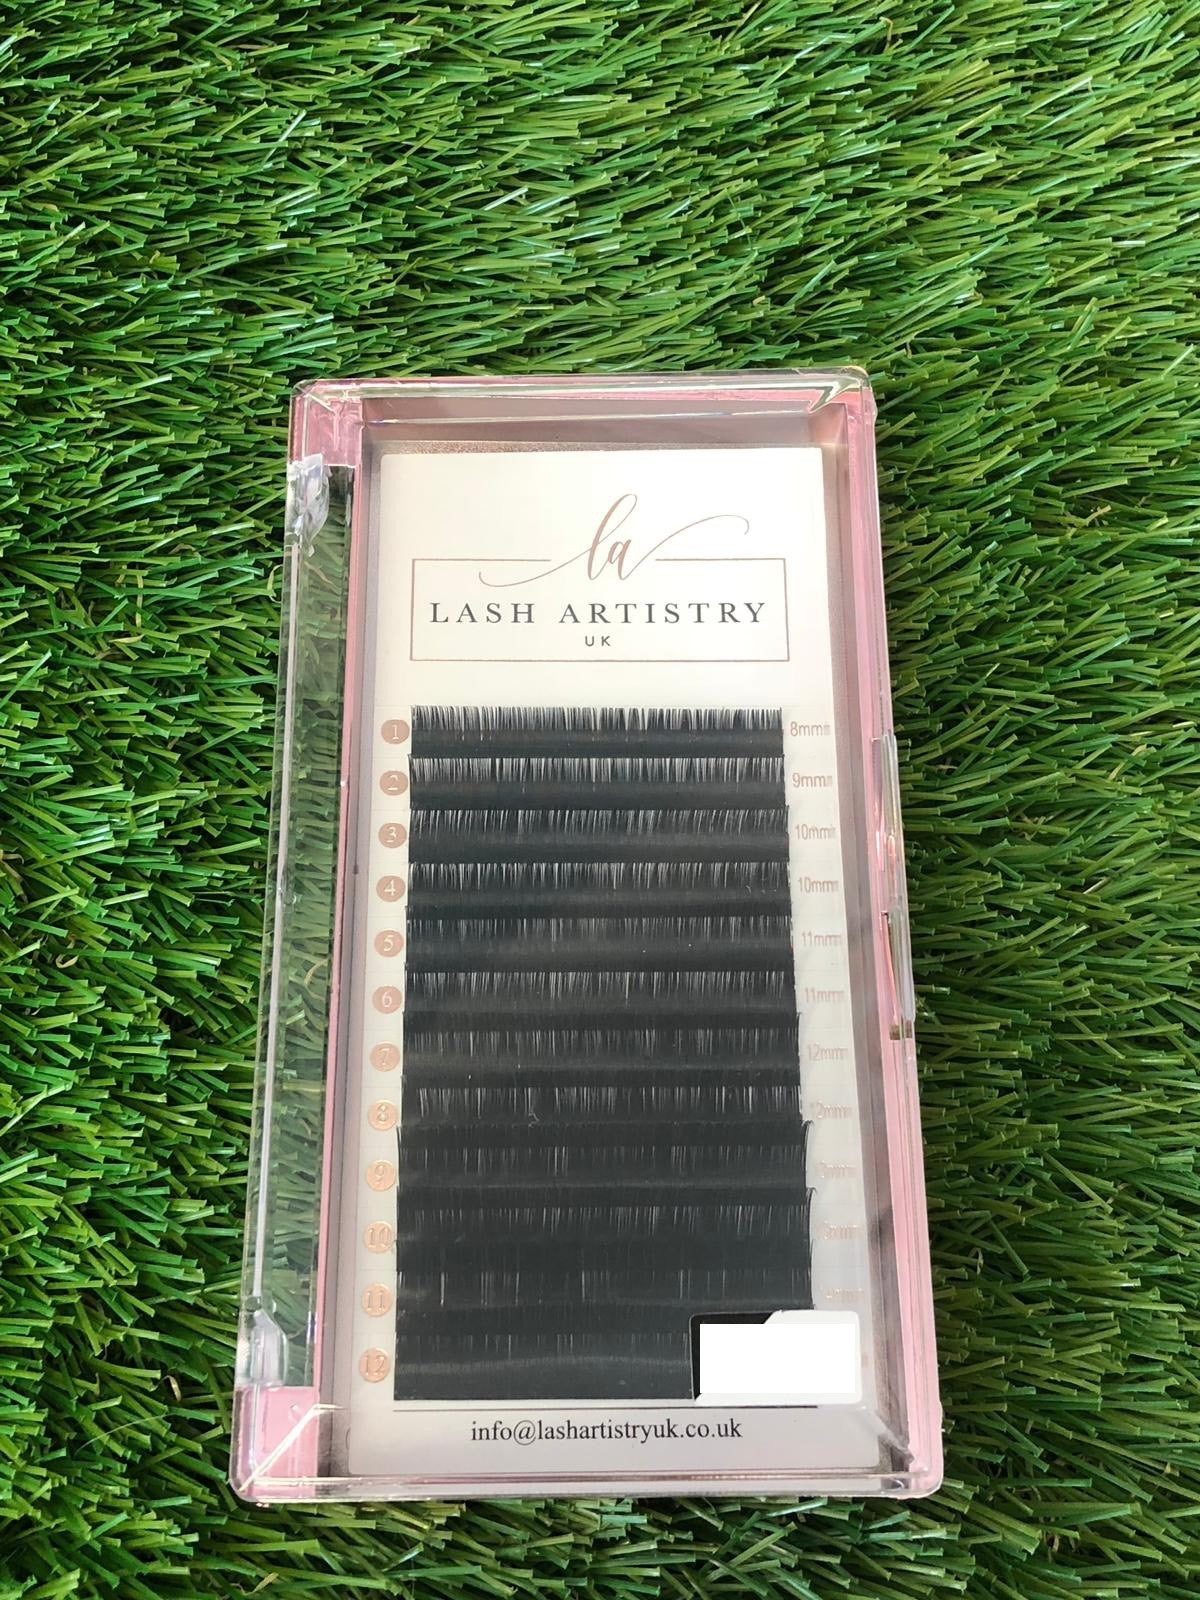 la
LASH ARTISTRY
UK
1 8mm
2 9mm
3 10mm
4 10mm
5 11mm
6 11mm
7 12mm
8 12mm
9
10
11
12
info@lashartistryuk.co.uk